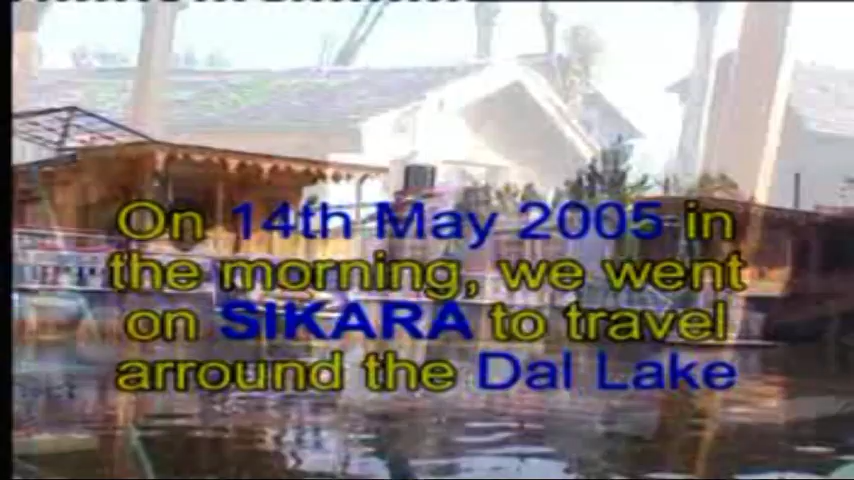 On 14th May 2005 in
the morning, we went
on SIKARA to travel
arround the Dal Lake